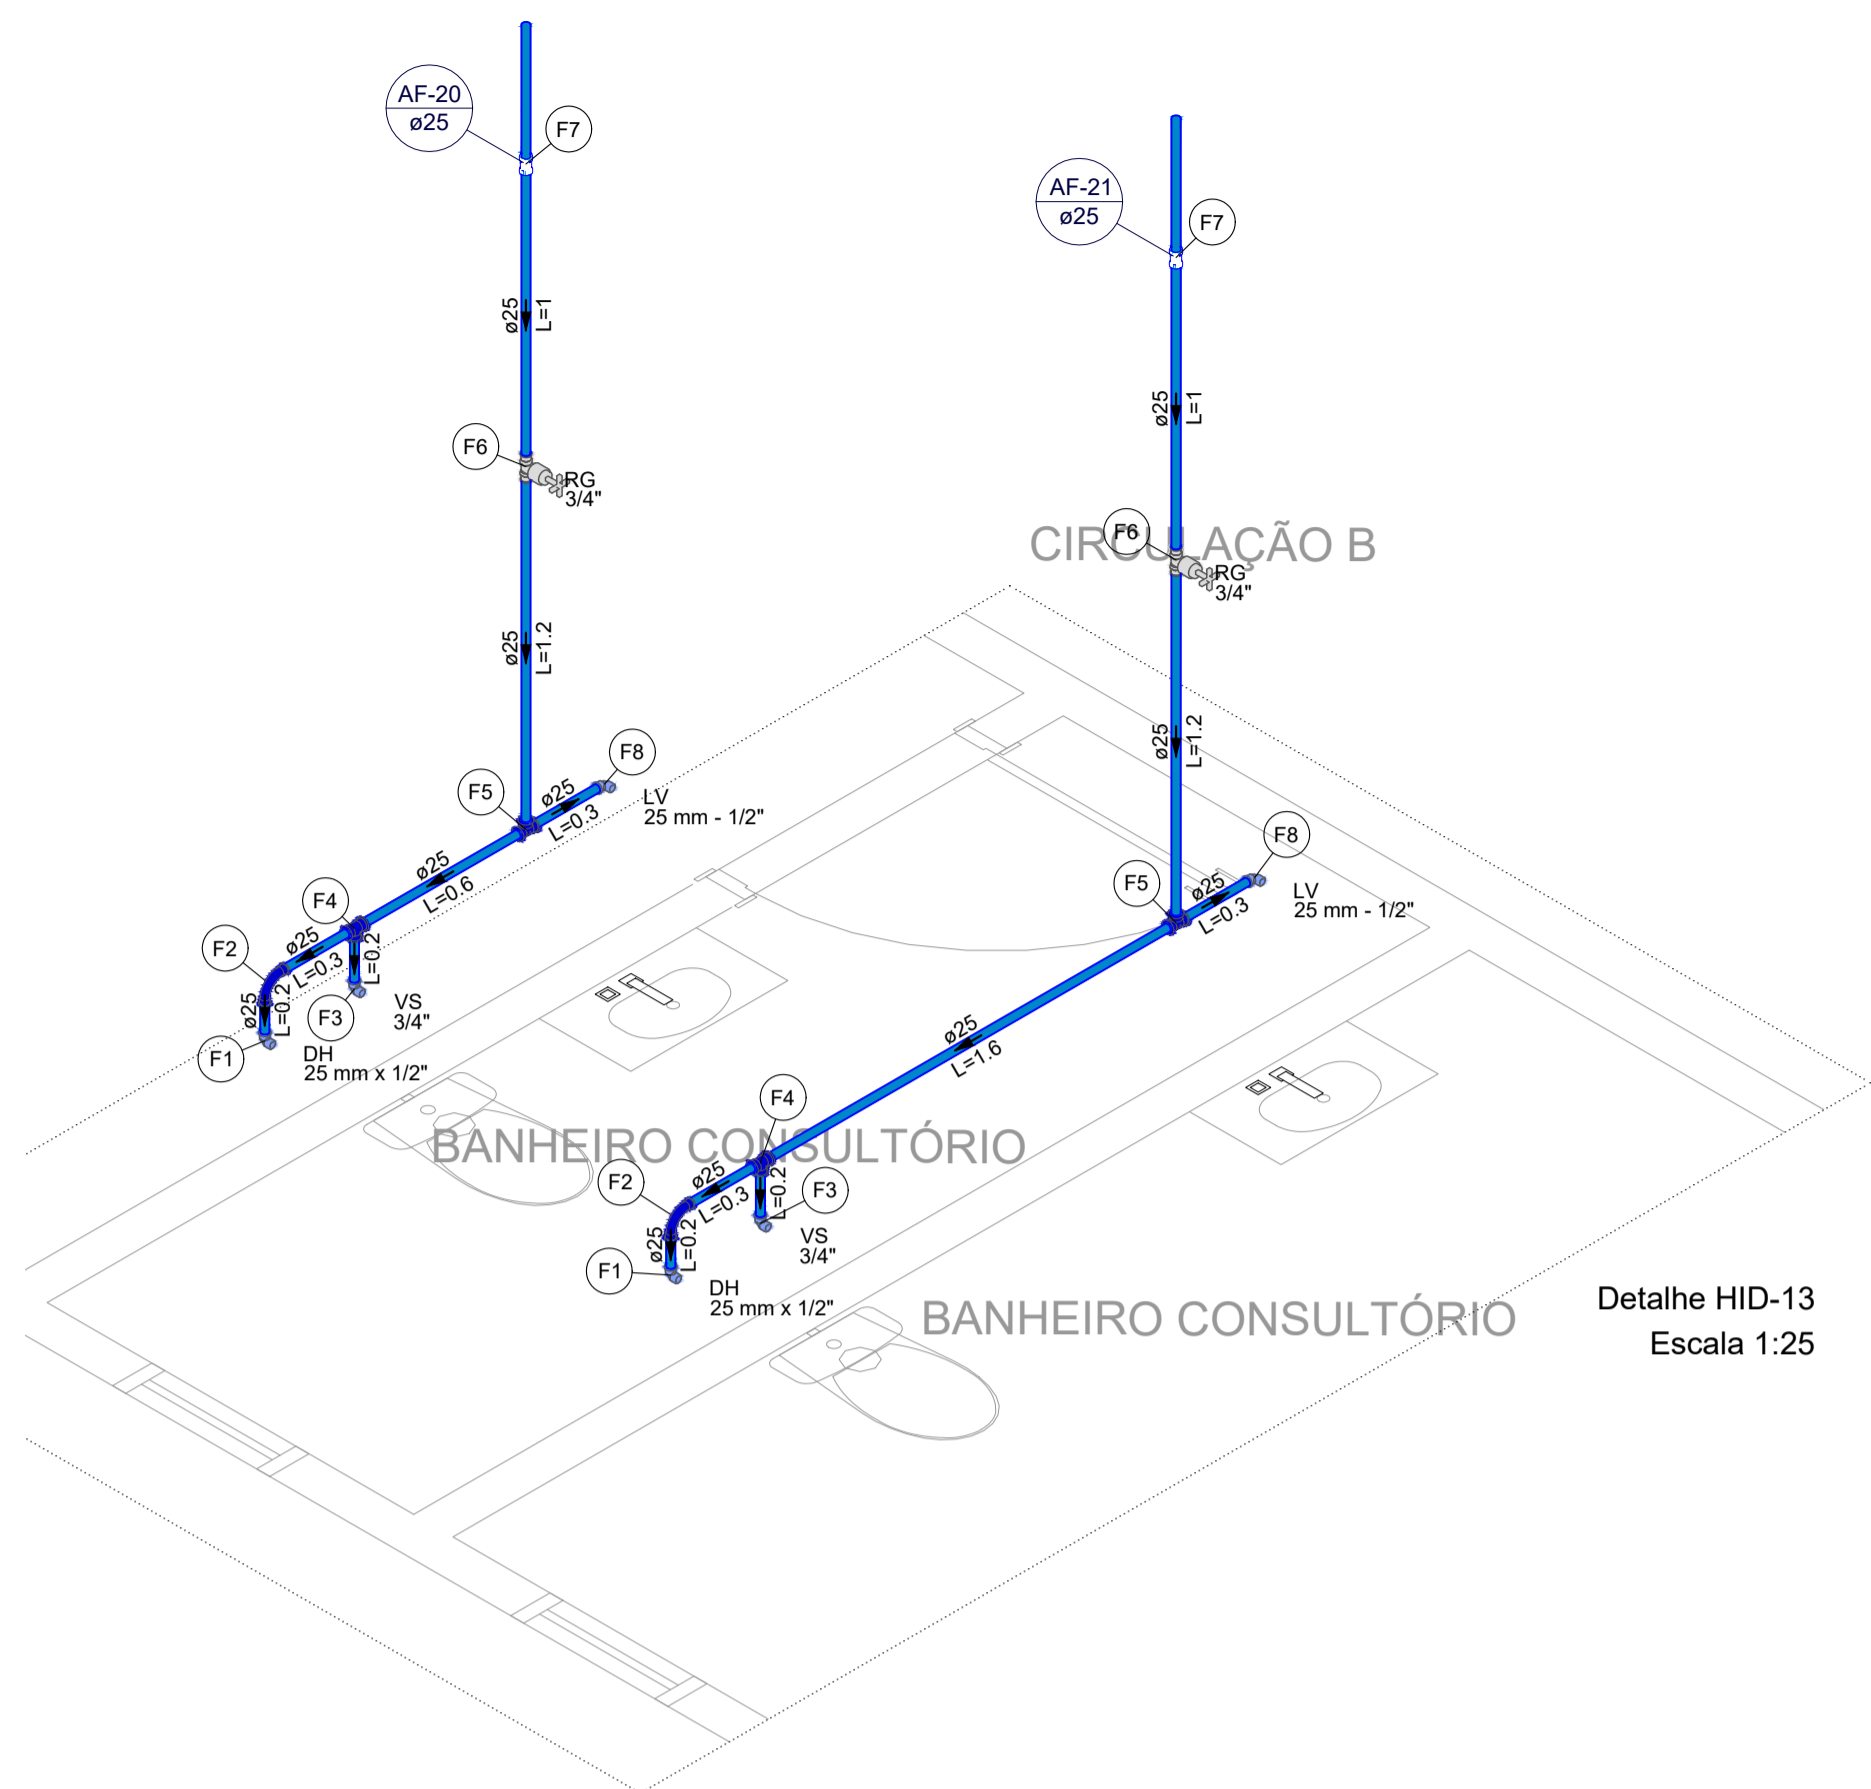 AF-20
ø25
F7
AF-21
ø25
F7
ø25
L=1
ø25
L=1
F6
RG
3/4"
CIRCULAÇÃO B
F6
RG
3/4"
ø25
L=1.2
ø25
L=1.2
F8
F5
ø25
L=0.3
LV
25 mm - 1/2"
F8
F5
ø25
L=0.3
LV
25 mm - 1/2"
ø25
L=0.6
F4
F2
ø25
L=0.3
L=0.2
ø25
L=0.2
F3
VS
3/4"
F1
DH
25 mm x 1/2"
ø25
L=1.6
F4
BANHEIRO CONSULTÓRIO
F2
ø25
L=0.3
L=0.2
F3
ø25
L=0.2
VS
3/4"
F1
DH
25 mm x 1/2"
BANHEIRO CONSULTÓRIO
Detalhe HID-13
Escala 1:25